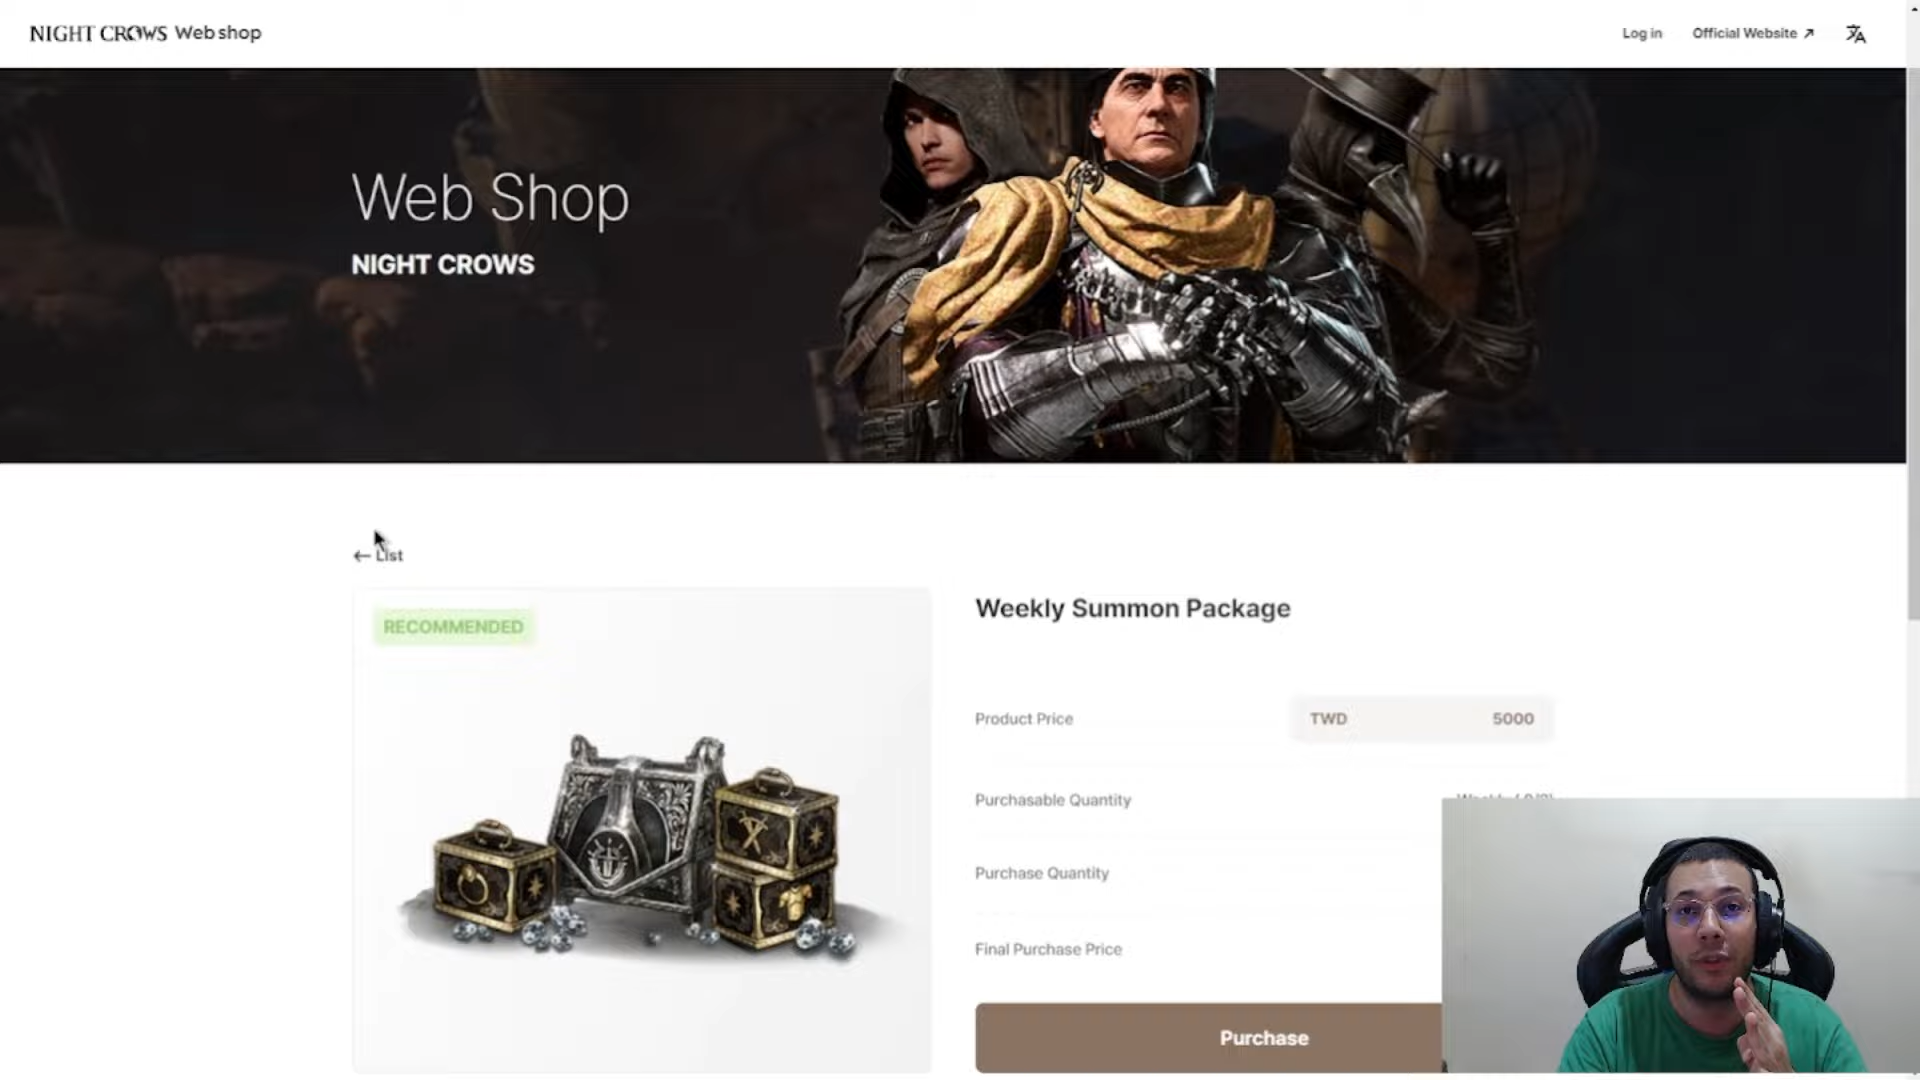 NIGHT CROWS Web shop
Log in
Official Website
Web Shop
NIGHT CROWS
List
RECOMMENDED
Weekly Summon Package
Product Price
TWD 5000
Purchasable Quantity
Purchase Quantity
Final Purchase Price
Purchase